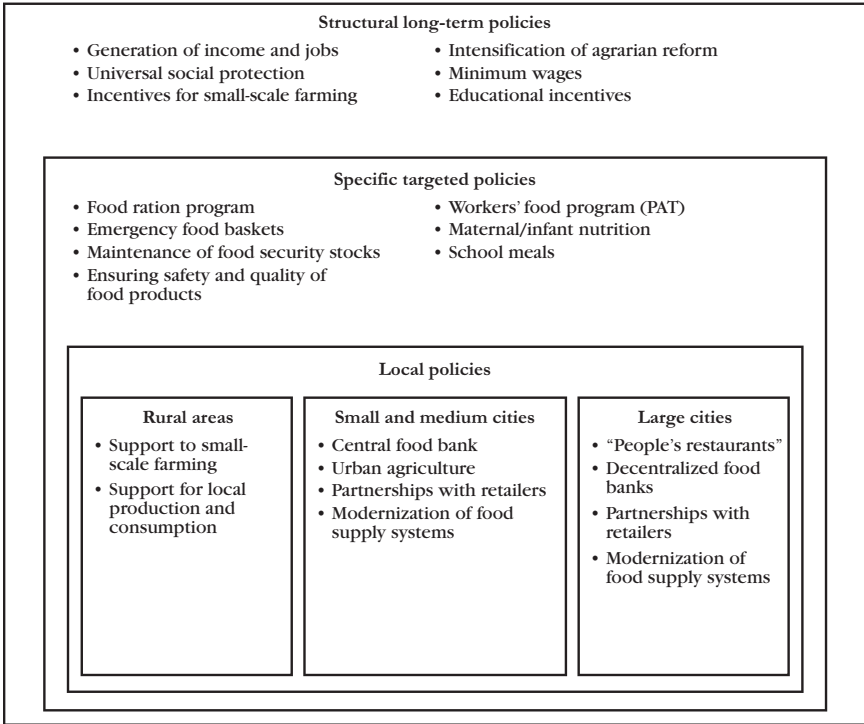 Structural long-term policies
• Generation of income and jobs
• Universal social protection
• Incentives for small-scale farming
• Intensification of agrarian reform
• Minimum wages
• Educational incentives
Specific targeted policies
• Food ration program
• Emergency food baskets
• Maintenance of food security stocks
• Ensuring safety and quality of
food products
• Workers' food program (PAT)
• Maternal/infant nutrition
• School meals
Local policies
Rural areas
• Support to small-
scale farming
• Support for local
production and
consumption
Small and medium cities
• Central food bank
• Urban agriculture
• Partnerships with retailers
• Modernization of food
supply systems
Large cities
• “People’s restaurants”
• Decentralized food
banks
• Partnerships with
retailers
• Modernization of
food supply systems